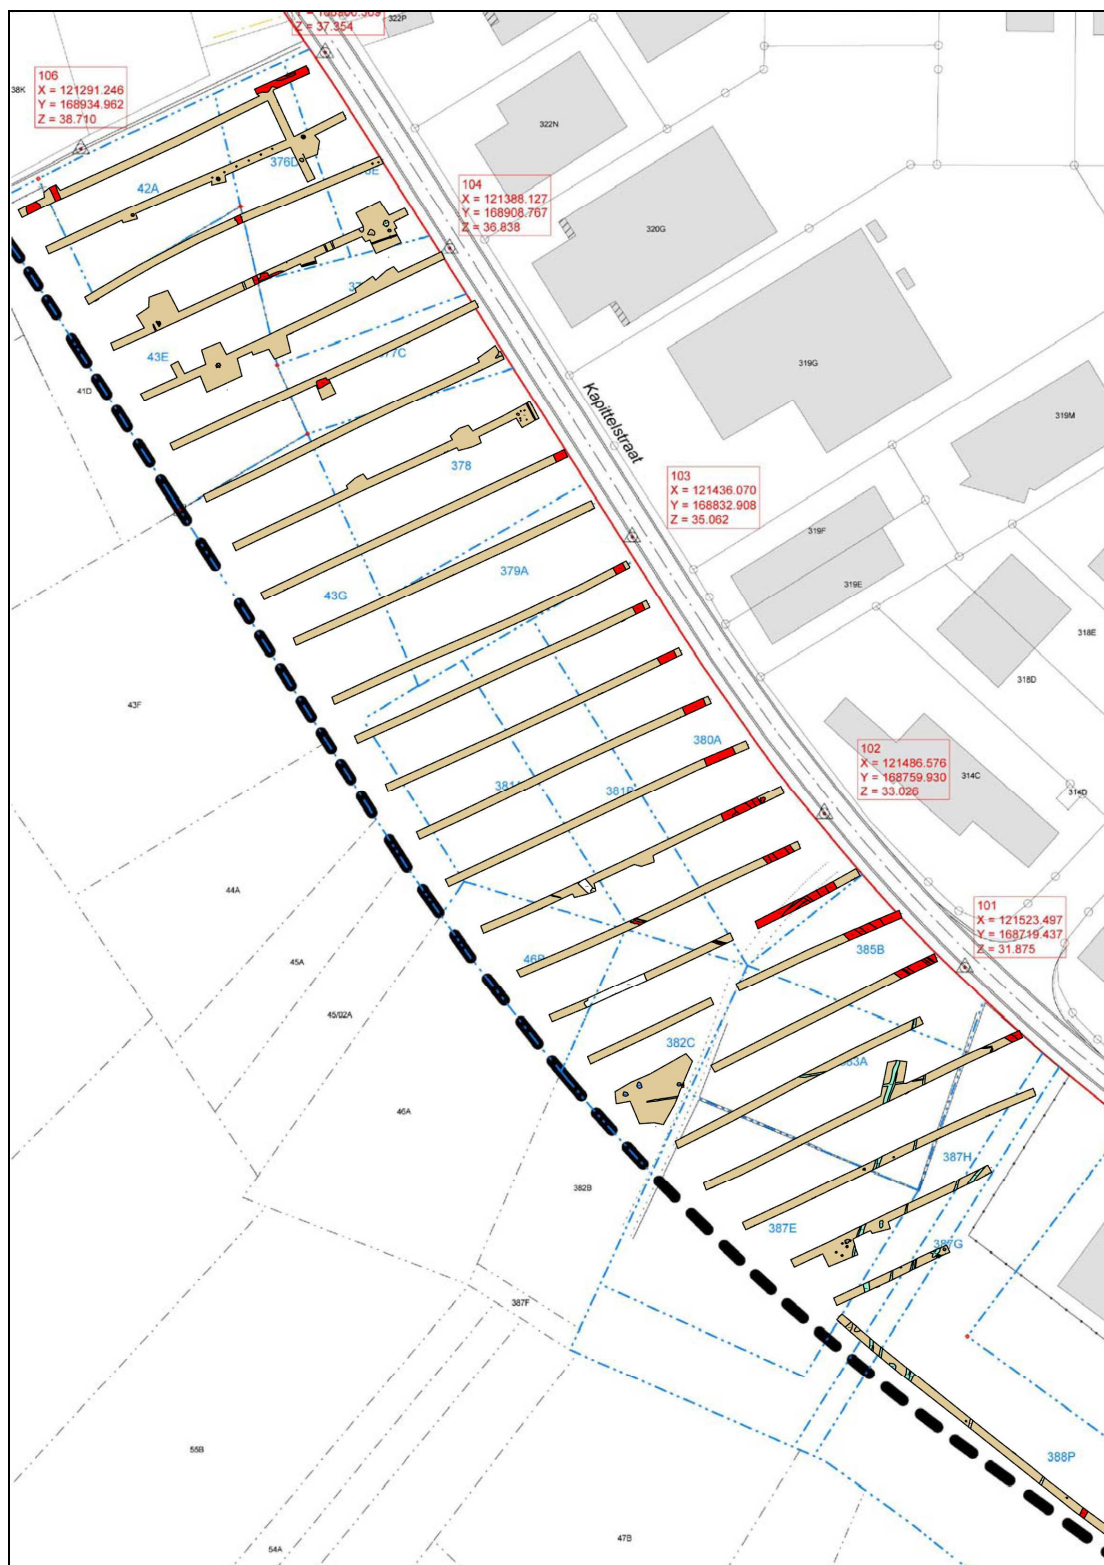 322P
Z = 37.354
38K
106
X = 121291.246
Y = 168934.962
Z = 38.710
322N
376D
42A
104
X = 121388.127
Y = 168908.767
Z = 36.838
320G
43E
41D
319G
Kapittelstraat
319M
378
103
X = 121436.070
Y = 168832.908
Z = 35.062
319F
379A
43G
319E
318E
318D
43F
380A
102
X = 121486.576
Y = 168759.930
Z = 33.026
314C
314D
44A
101
X = 121523.497
Y = 168719.437
Z = 31.875
385B
45A
45/02A
382C
46A
387H
382B
387E
387G
387F
388P
55B
47B
54A